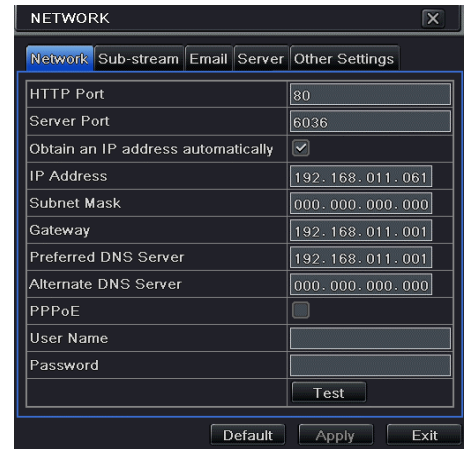 NETWORK
Network Sub-stream Email Server Other Settings
HTTP Port 80
Server Port 6036
Obtain an IP address automatically
IP Address 192.168.011.061
Subnet Mask 000.000.000.000
Gateway 192.168.011.001
Preferred DNS Server 192.168.011.001
Alternate DNS Server 000.000.000.000
PPPoE
User Name
Password
Test
Default Apply Exit